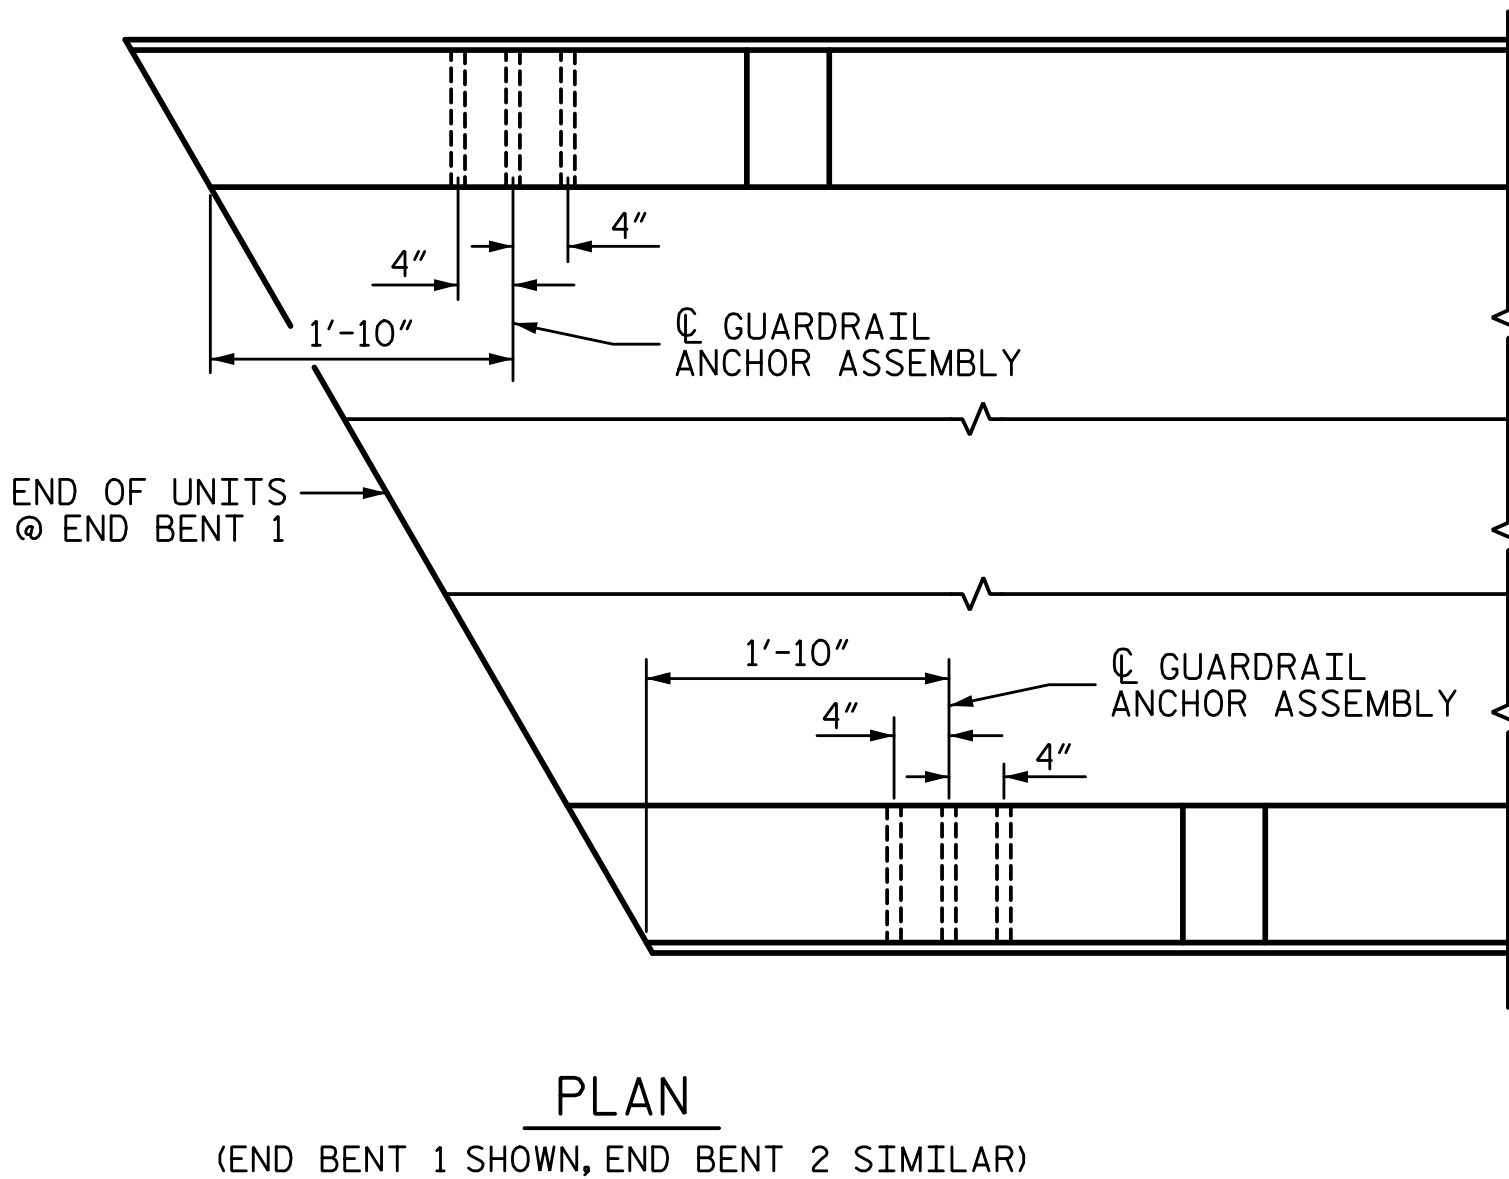 4"
4"
1'-10"
℄ GUARDRAIL
ANCHOR ASSEMBLY
END OF UNITS
@ END BENT 1
1'-10"
℄ GUARDRAIL
ANCHOR ASSEMBLY
4"
4"
PLAN
(END BENT 1 SHOWN, END BENT 2 SIMILAR)